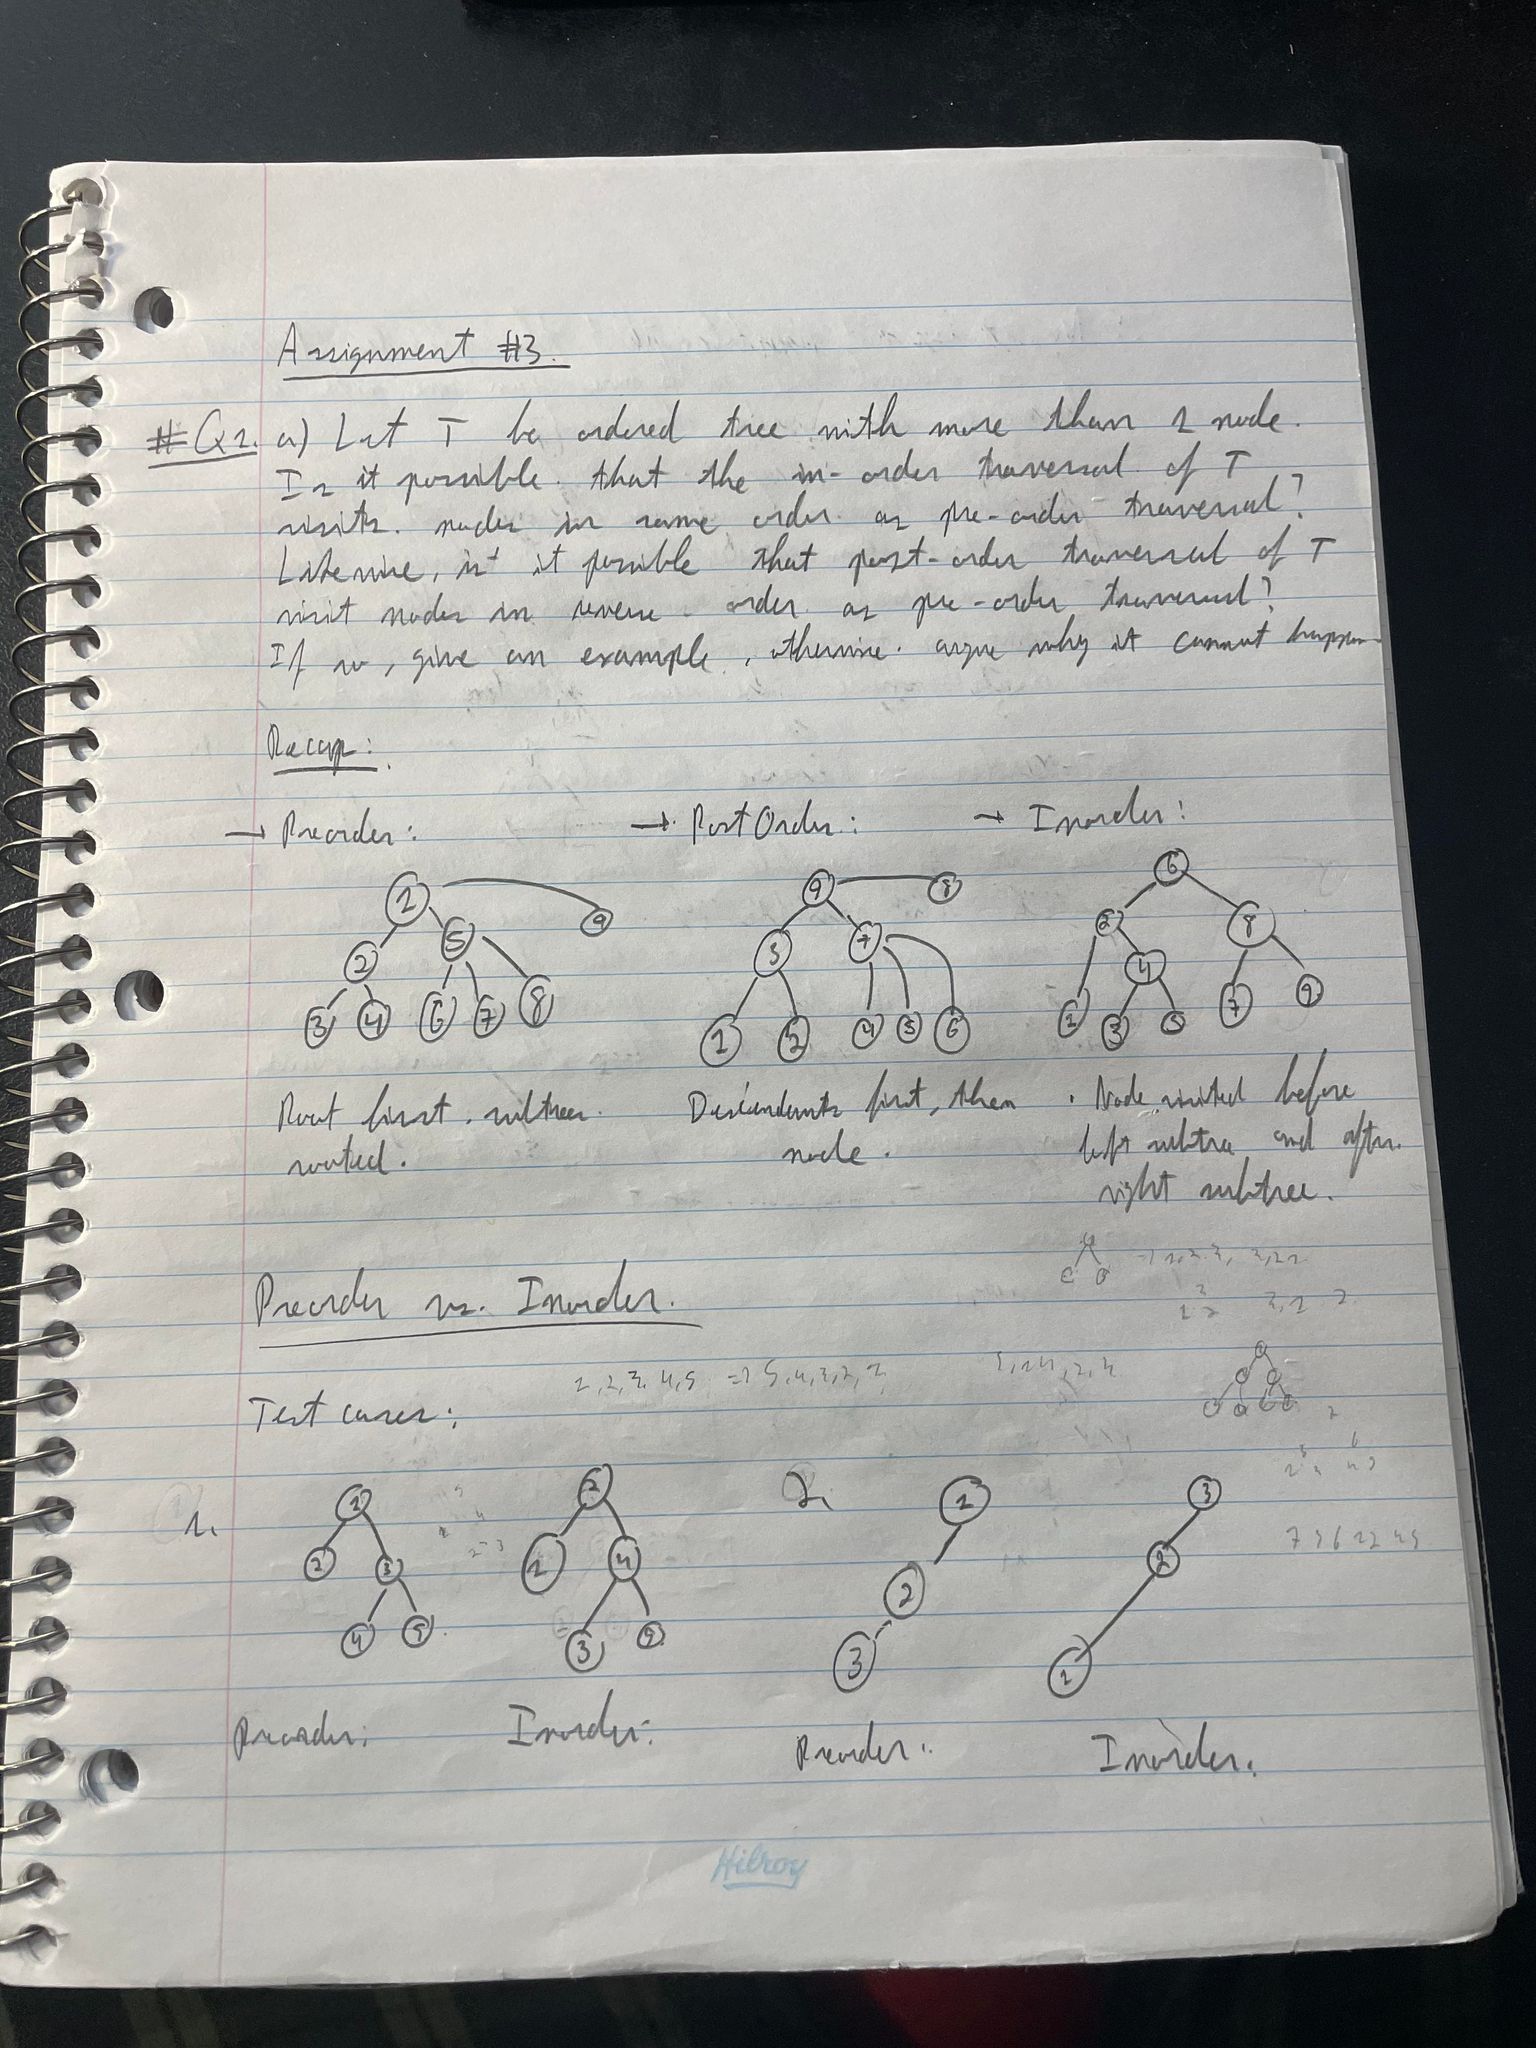 Assignment #3.
#Q1. a) Let T be ordered tree with more than 1 node.
Is it possible. that the in-order traversal of T
visits. nodes in same order. as pre-order traversal?
Likewise, is it possible that post-order traversal of T
visit nodes in reverse order. as pre-order traversal?
If so, give an example, otherwise. argue why it cannot happen
Recap:
→ Preorder: → PostOrder: → Inorder:
1 9 8 6
9
2 5 3 7 2 8
4
3 4 6 7 8 1 2 4 5 6 1 3 5 7 9
Root first, subtrees. Descendents first, then • Node visited before
rooted. node. left subtree and after.
right subtree.
Preorder vs. Inorder.
1,2,3,4,5 => 5,4,3,2,1
Test cases:
1. 1 2 2. 1 3
2 3 1 4 2 2
4 5 3 5 3 1
Preorder: Inorder: Preorder: Inorder:
Hilroy